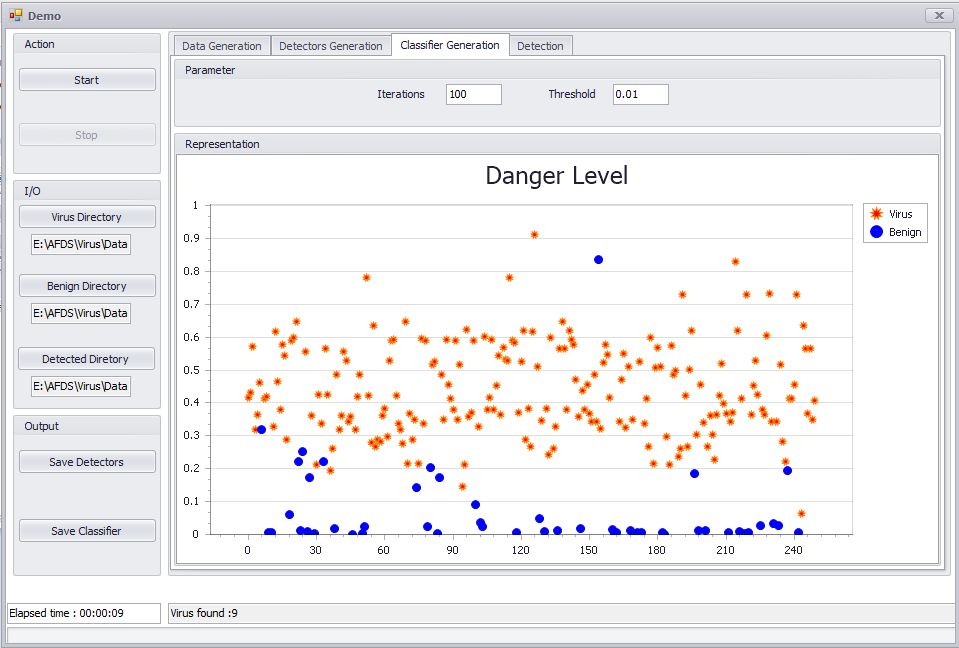 Demo
Action
Start
Stop
I/O
Virus Directory
E:\AFDS\Virus\Data
Benign Directory
E:\AFDS\Virus\Data
Detected Diretory
E:\AFDS\Virus\Data
Output
Save Detectors
Save Classifier
Data Generation Detectors Generation Classifier Generation Detection
Parameter
Iterations 100 Threshold 0.01
Representation
Danger Level
1
0.9
0.8
0.7
0.6
0.5
0.4
0.3
0.2
0.1
0
0 30 60 90 120 150 180 210 240
Virus
Benign
Elapsed time : 00:00:09 Virus found :9